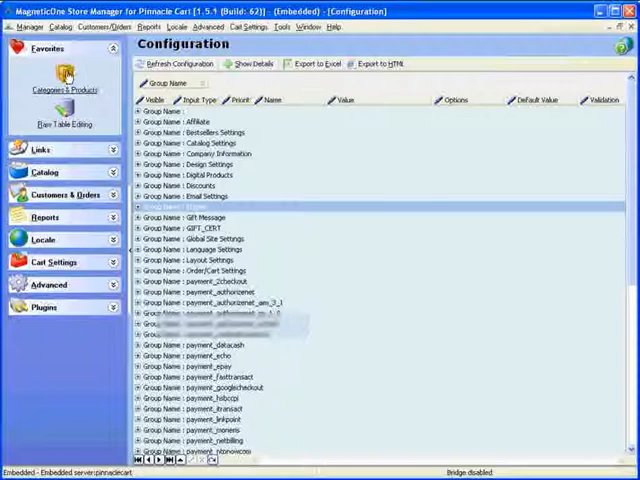 MagneticOne Store Manager for Pinnacle Cart [1.5.4 (Build: 62)] - (Embedded) - [Configuration]
Manager Catalog Customers/Orders Reports Locale Advanced Cart Settings Tools Window Help
Favorites
Categories & Products
Raw Table Editing
Links
Catalog
Customers & Orders
Reports
Locale
Cart Settings
Advanced
Plugins
Configuration
Refresh Configuration Show Details Export to Excel Export to HTML
Group Name
Visible Input Type Priorit Name Value Options Default Value Validation
Group Name :
Group Name : Affiliate
Group Name : Bestsellers Settings
Group Name : Catalog Settings
Group Name : Company Information
Group Name : Design Settings
Group Name : Digital Products
Group Name : Discounts
Group Name : Email Settings
Group Name : Gift Message
Group Name : GIFT_CERT
Group Name : Global Site Settings
Group Name : Language Settings
Group Name : Layout Settings
Group Name : Order/Cart Settings
Group Name : payment_2checkout
Group Name : payment_authorizenet
Group Name : payment_authorizenet_aim_3_1
Group Name :
Group Name : payment_datacash
Group Name : payment_echo
Group Name : payment_epay
Group Name : payment_fasttransact
Group Name : payment_googlecheckout
Group Name : payment_hsbccpi
Group Name : payment_itransact
Group Name : payment_linkpoint
Group Name : payment_moneris
Group Name : payment_netbilling
Group Name : payment_ntpnowcom
Embedded - Embedded server:pinnaclecart Bridge disabled